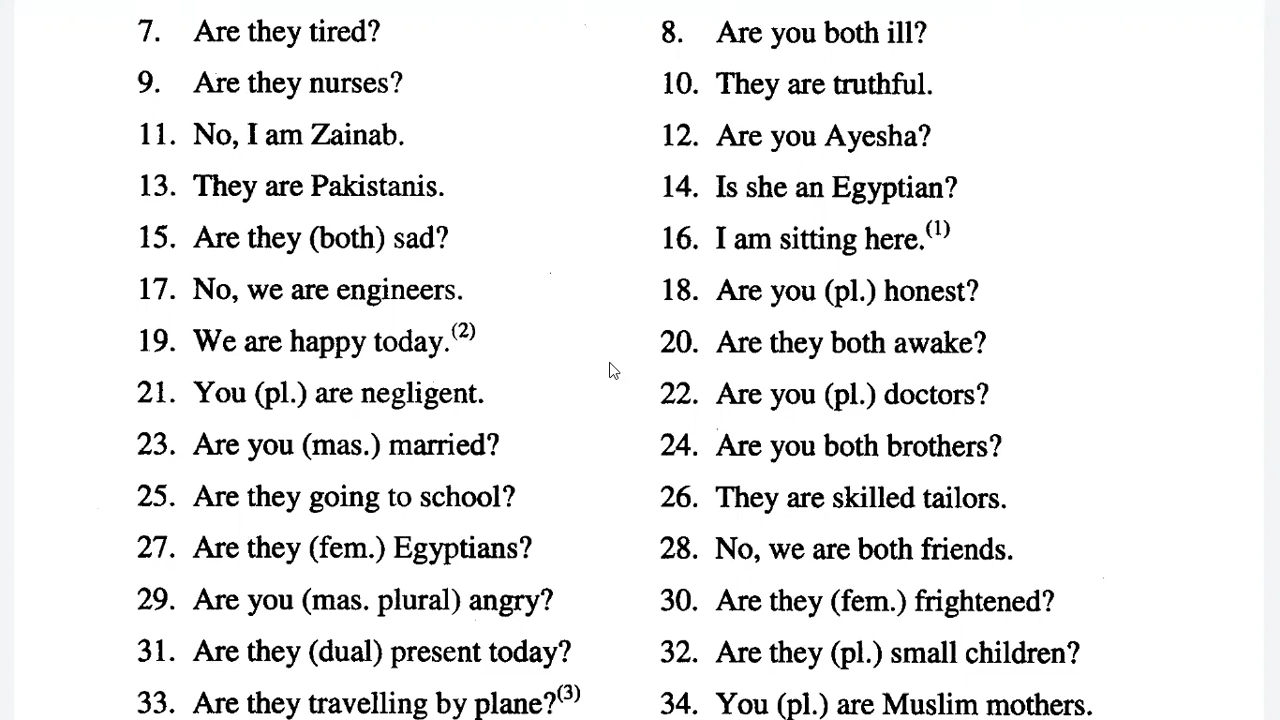 7. Are they tired? 8. Are you both ill?
9. Are they nurses? 10. They are truthful.
11. No, I am Zainab. 12. Are you Ayesha?
13. They are Pakistanis. 14. Is she an Egyptian?
15. Are they (both) sad? 16. I am sitting here.(1)
17. No, we are engineers. 18. Are you (pl.) honest?
19. We are happy today.(2) 20. Are they both awake?
21. You (pl.) are negligent. 22. Are you (pl.) doctors?
23. Are you (mas.) married? 24. Are you both brothers?
25. Are they going to school? 26. They are skilled tailors.
27. Are they (fem.) Egyptians? 28. No, we are both friends.
29. Are you (mas. plural) angry? 30. Are they (fem.) frightened?
31. Are they (dual) present today? 32. Are they (pl.) small children?
33. Are they travelling by plane?(3) 34. You (pl.) are Muslim mothers.